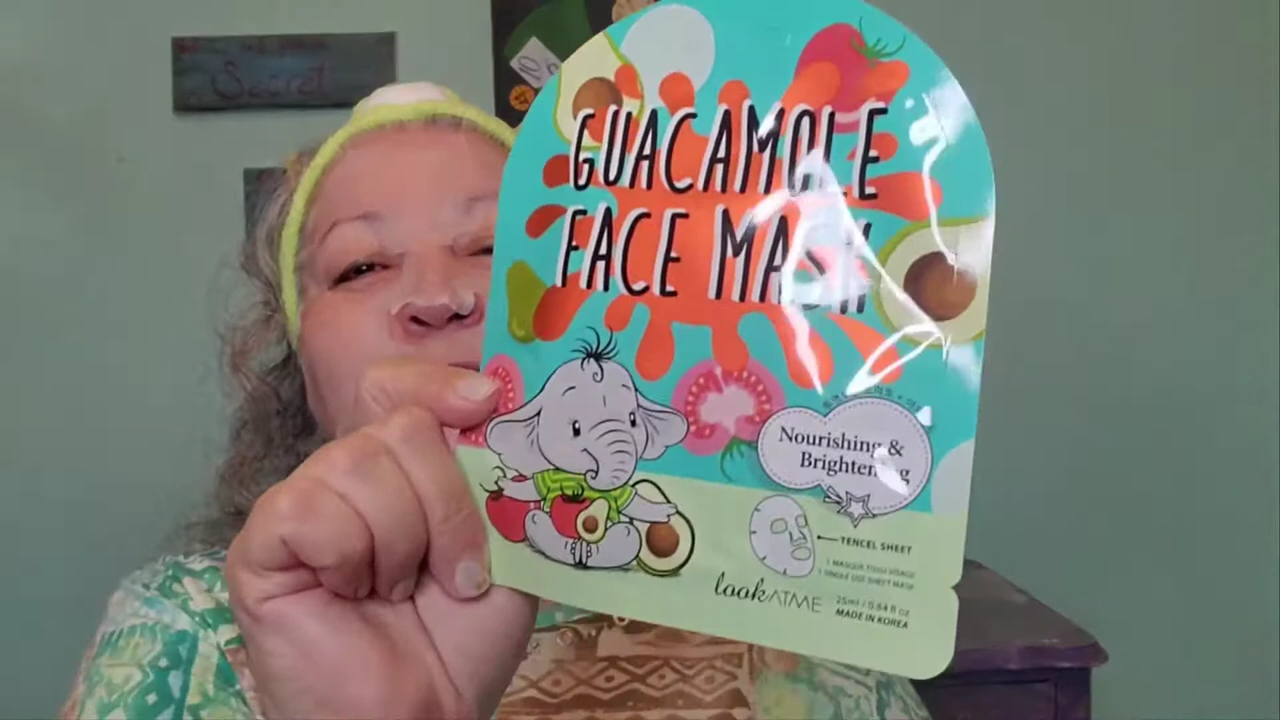 Secret
GUACAMOLE
FACE MASK
Nourishing &
Brightening
TENCEL SHEET
1 MASQUE TISSU VISAGE
1 SINGLE USE SHEET MASK
lookATME
25ml / 0.84 fl oz
MADE IN KOREA